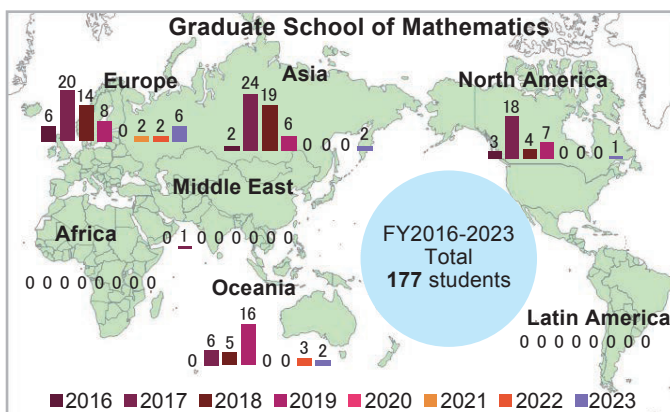 Graduate School of Mathematics
Europe
6 20 14 8 0 2 2 6
Asia
2 24 19 6 0 0 0 2
North America
3 18 4 7 0 0 0 1
Middle East
0 1 0 0 0 0 0 0
Africa
0 0 0 0 0 0 0 0
FY2016-2023
Total
177 students
Oceania
0 6 5 16 0 0 3 2
Latin America
0 0 0 0 0 0 0 0
2016 2017 2018 2019 2020 2021 2022 2023